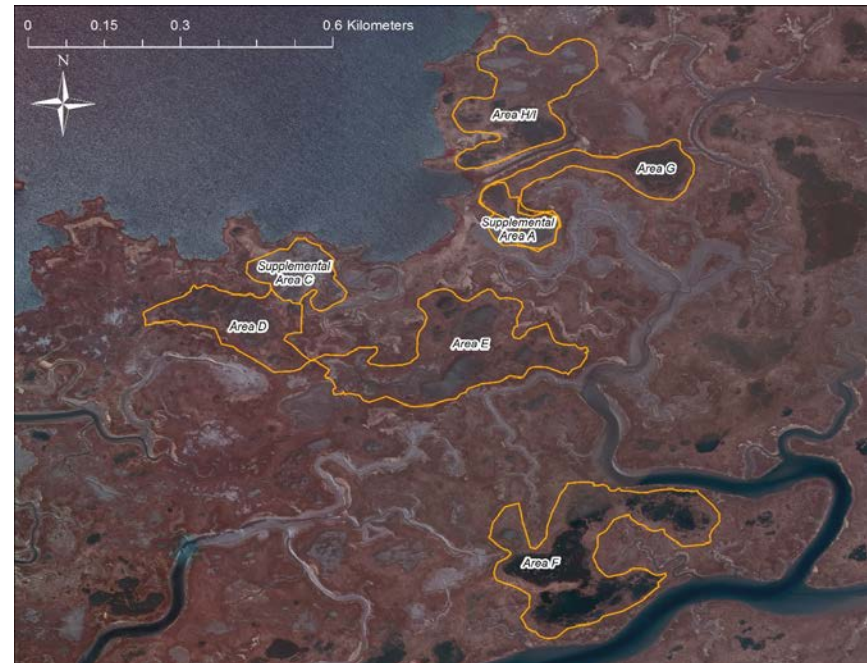 0 0.15 0.3 0.6 Kilometers
N
Area H/I
Area G
Supplemental
Area A
Supplemental
Area C
Area D
Area E
Area F